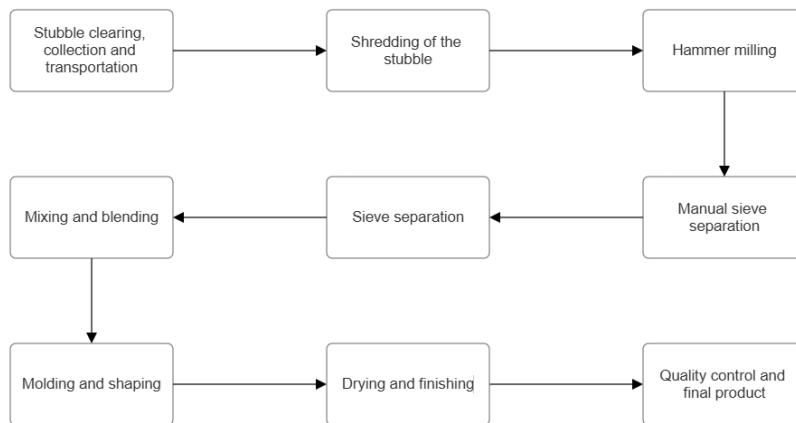 Stubble clearing,
collection and
transportation
Shredding of the
stubble
Hammer milling
Manual sieve
separation
Sieve separation
Mixing and blending
Molding and shaping
Drying and finishing
Quality control and
final product